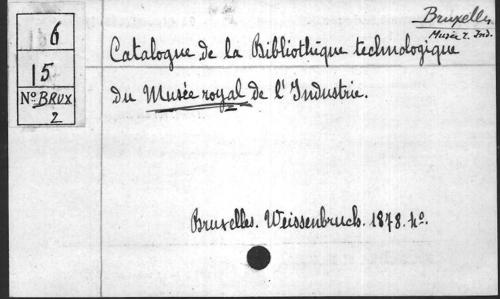 Bruxelles
Musée r. Ind.
6
15
Nº BRUX
2
Catalogue de la Bibliothèque technologique
du Musée royal de l'Industrie.
Bruxelles. Weissenbruch. 1878. 4º.